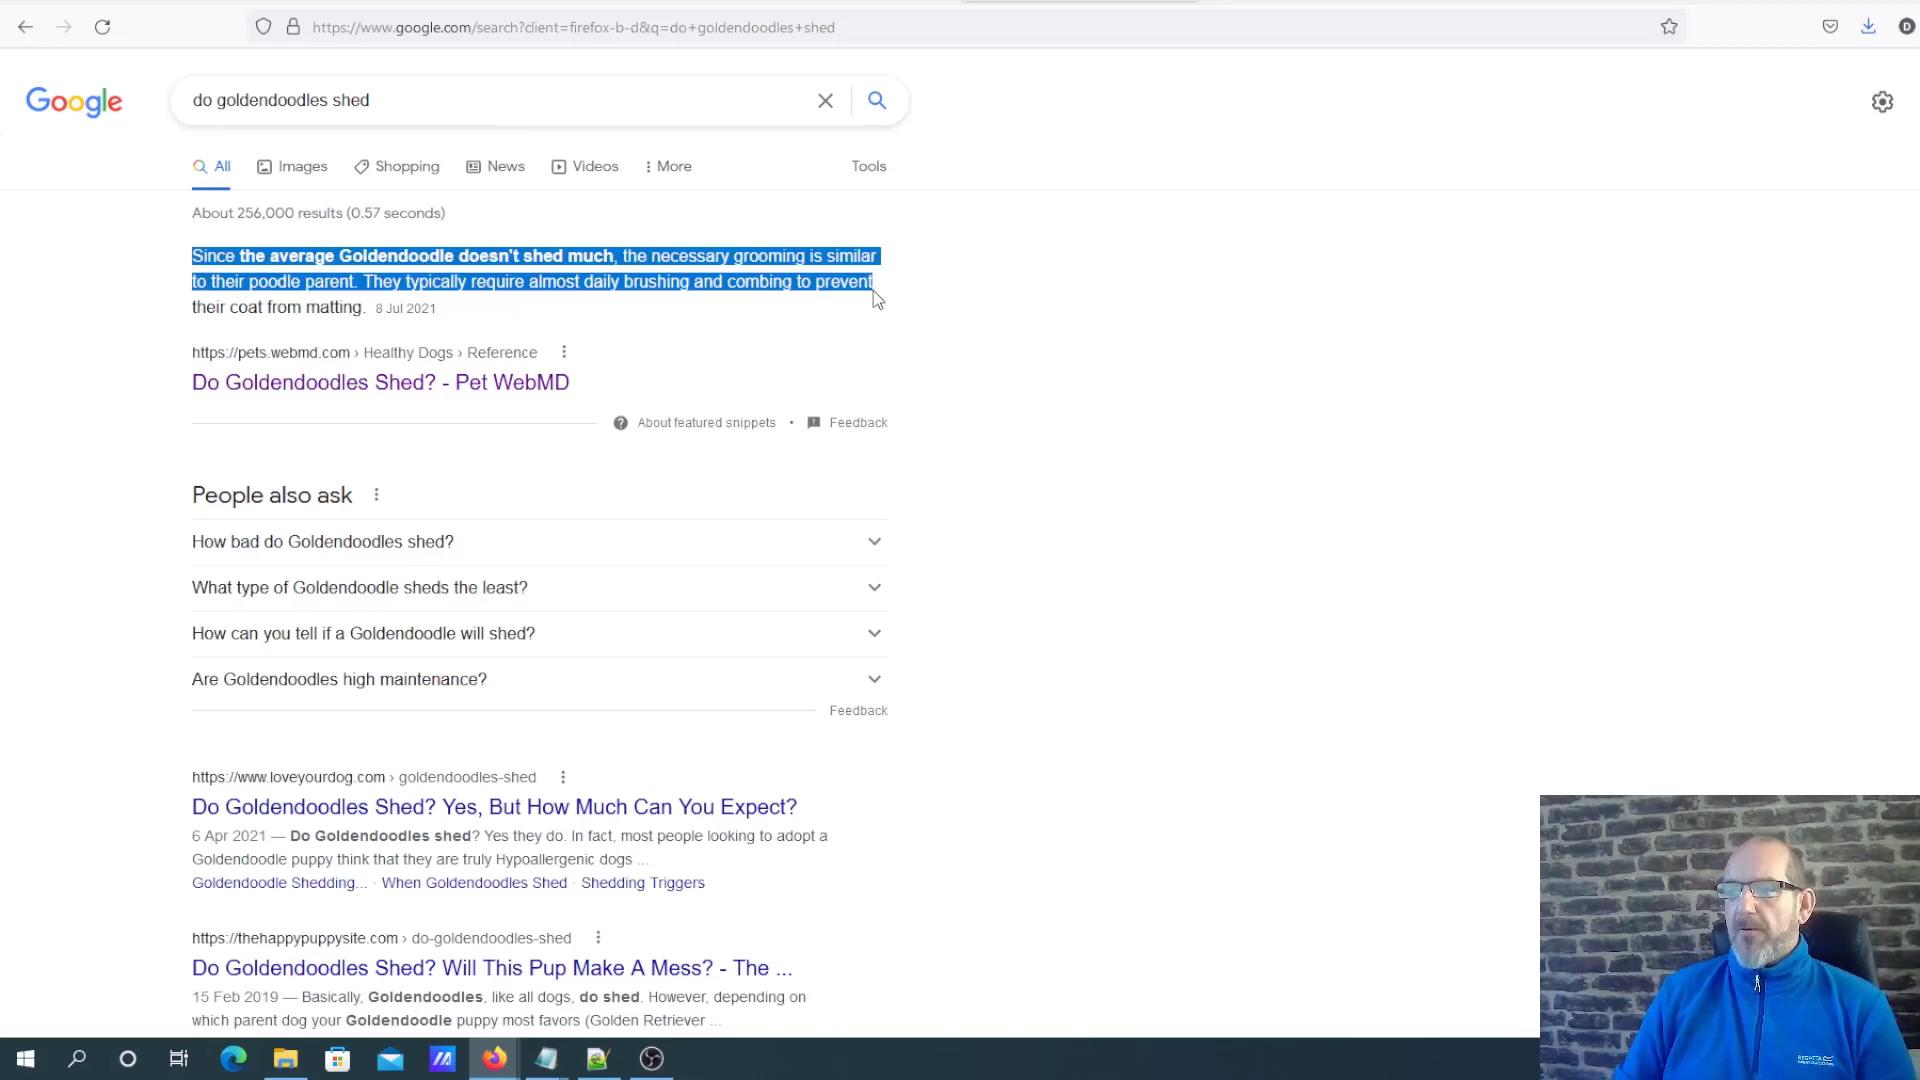 https://www.google.com/search?client=firefox-b-d&q=do+goldendoodles+shed
D
Google
do goldendoodles shed
All
Images
Shopping
News
Videos
More
Tools
About 256,000 results (0.57 seconds)
Since the average Goldendoodle doesn't shed much, the necessary grooming is similar
to their poodle parent. They typically require almost daily brushing and combing to prevent
their coat from matting. 8 Jul 2021
https://pets.webmd.com › Healthy Dogs › Reference
Do Goldendoodles Shed? - Pet WebMD
About featured snippets • Feedback
People also ask
How bad do Goldendoodles shed?
What type of Goldendoodle sheds the least?
How can you tell if a Goldendoodle will shed?
Are Goldendoodles high maintenance?
Feedback
https://www.loveyourdog.com › goldendoodles-shed
Do Goldendoodles Shed? Yes, But How Much Can You Expect?
6 Apr 2021 — Do Goldendoodles shed? Yes they do. In fact, most people looking to adopt a
Goldendoodle puppy think that they are truly Hypoallergenic dogs ...
Goldendoodle Shedding... · When Goldendoodles Shed · Shedding Triggers
https://thehappypuppysite.com › do-goldendoodles-shed
Do Goldendoodles Shed? Will This Pup Make A Mess? - The ...
15 Feb 2019 — Basically, Goldendoodles, like all dogs, do shed. However, depending on
which parent dog your Goldendoodle puppy most favors (Golden Retriever ...
REGATTA